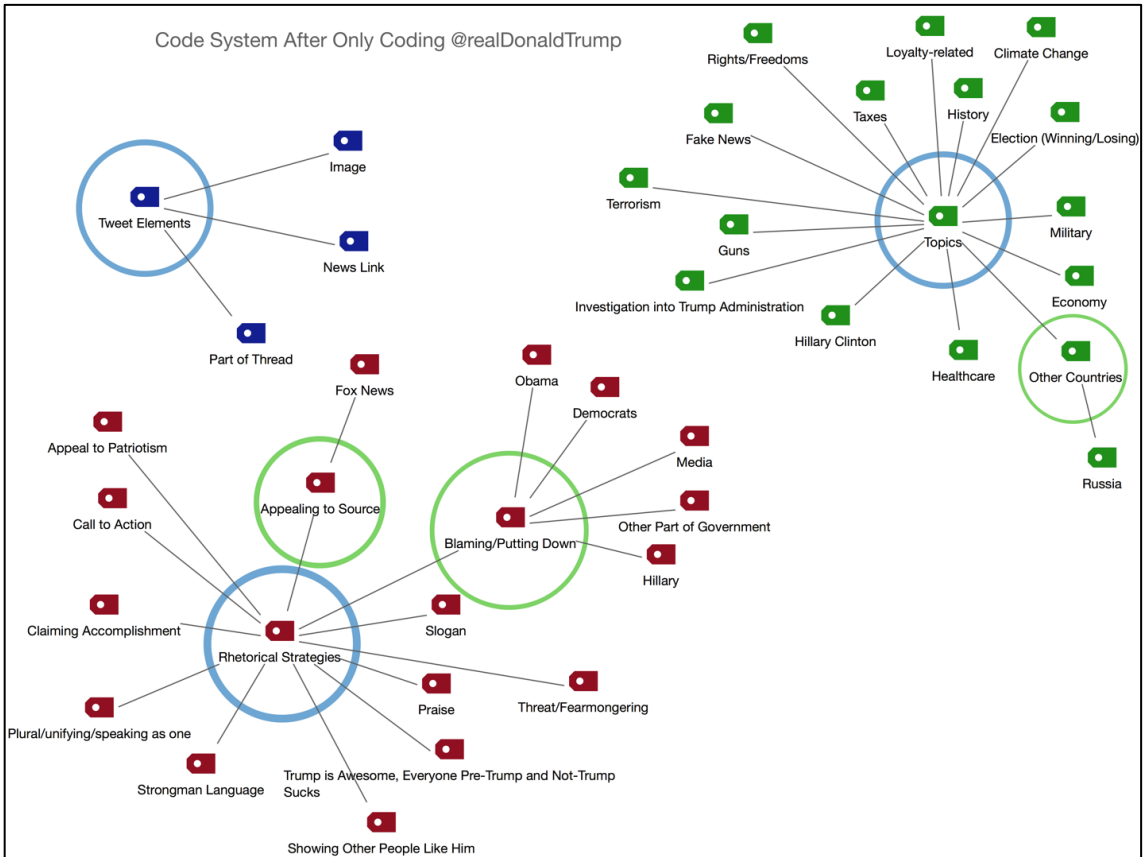 Code System After Only Coding @realDonaldTrump
Rights/Freedoms
Loyalty-related
Climate Change
Taxes
History
Fake News
Election (Winning/Losing)
Image
Terrorism
Tweet Elements
Topics
Military
Guns
News Link
Investigation into Trump Administration
Economy
Hillary Clinton
Part of Thread
Healthcare
Other Countries
Fox News
Obama
Democrats
Appeal to Patriotism
Media
Russia
Appealing to Source
Call to Action
Other Part of Government
Blaming/Putting Down
Hillary
Claiming Accomplishment
Slogan
Rhetorical Strategies
Praise
Threat/Fearmongering
Plural/unifying/speaking as one
Trump is Awesome, Everyone Pre-Trump and Not-Trump
Sucks
Strongman Language
Showing Other People Like Him